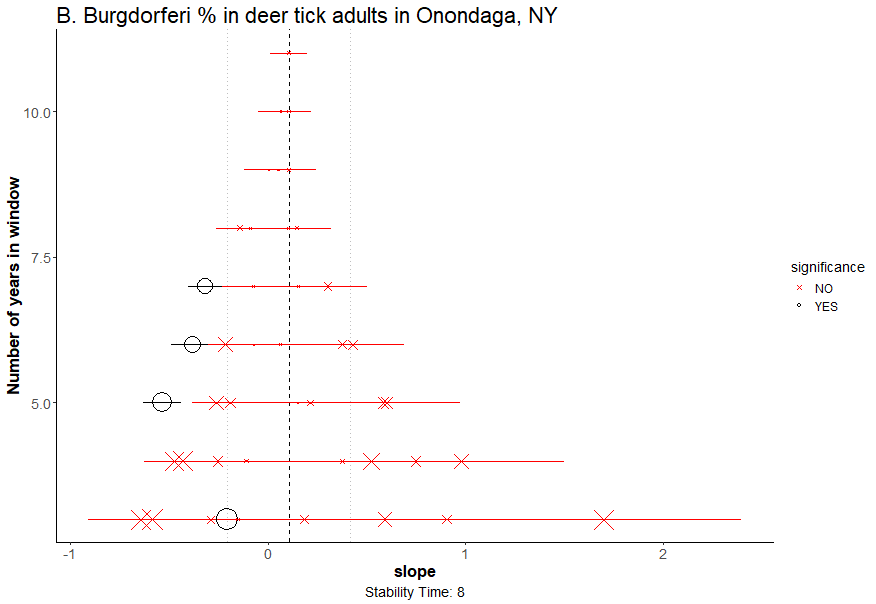 B. Burgdorferi % in deer tick adults in Onondaga, NY
Number of years in window
10.0
7.5
5.0
-1
0
1
2
slope
Stability Time: 8
significance
NO
YES